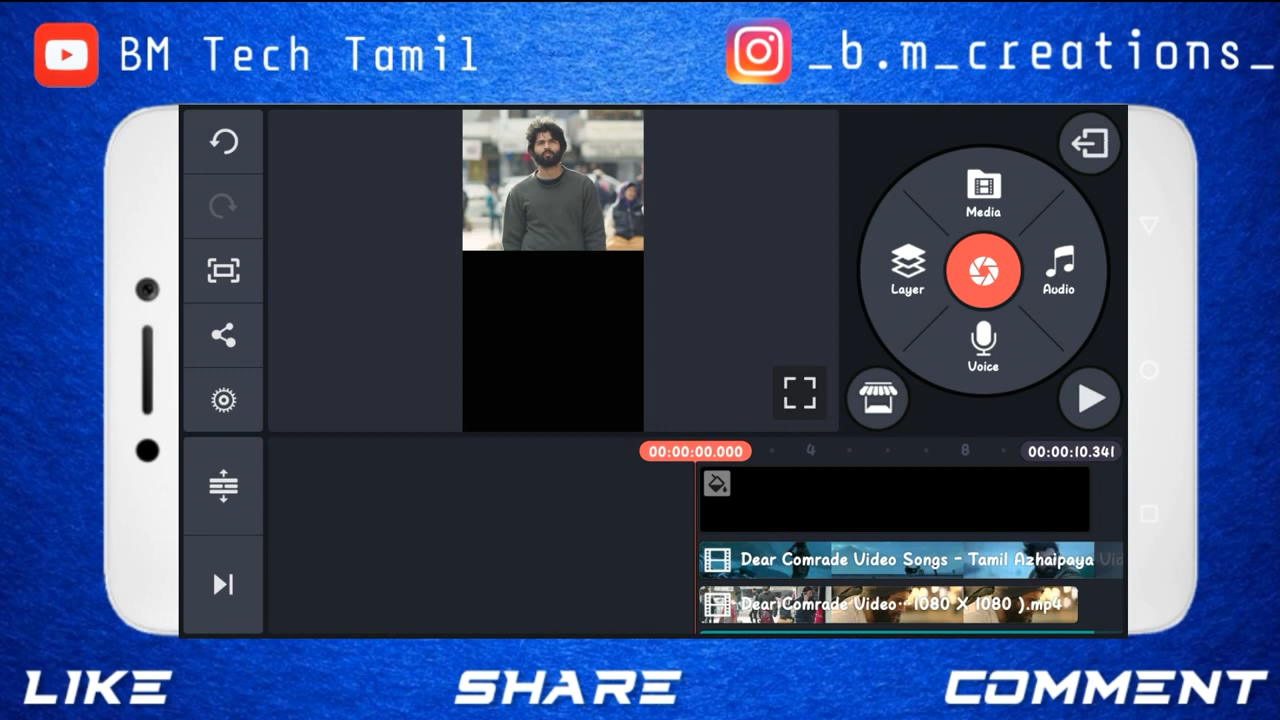 BM Tech Tamil
_b.m_creations_
Media
Layer
Audio
Voice
00:00:00.000
4
8
00:00:10.341
Dear Comrade Video Songs - Tamil Azhaipaya Vid
Dear Comrade Video·· 1080 X 1080 ).mp4
LIKE
SHARE
COMMENT